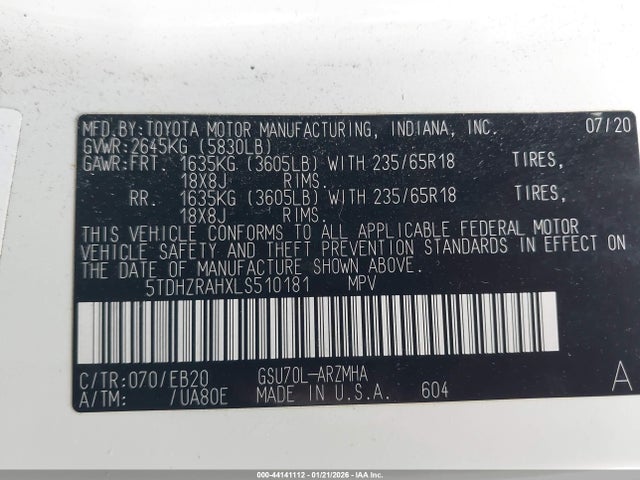 MFD.BY:TOYOTA MOTOR MANUFACTURING, INDIANA, INC. 07/20
GVWR:2645KG (5830LB)
GAWR:FRT. 1635KG (3605LB) WITH 235/65R18 TIRES,
18X8J RIMS.
RR. 1635KG (3605LB) WITH 235/65R18 TIRES,
18X8J RIMS.
THIS VEHICLE CONFORMS TO ALL APPLICABLE FEDERAL MOTOR
VEHICLE SAFETY AND THEFT PREVENTION STANDARDS IN EFFECT ON
THE DATE OF MANUFACTURE SHOWN ABOVE.
5TDHZRAHXLS510181 MPV
C/TR:070/EB20 GSU70L-ARZMHA A
A/TM: /UA80E MADE IN U.S.A. 604
000-44141112 - 01/21/2026 - IAAI